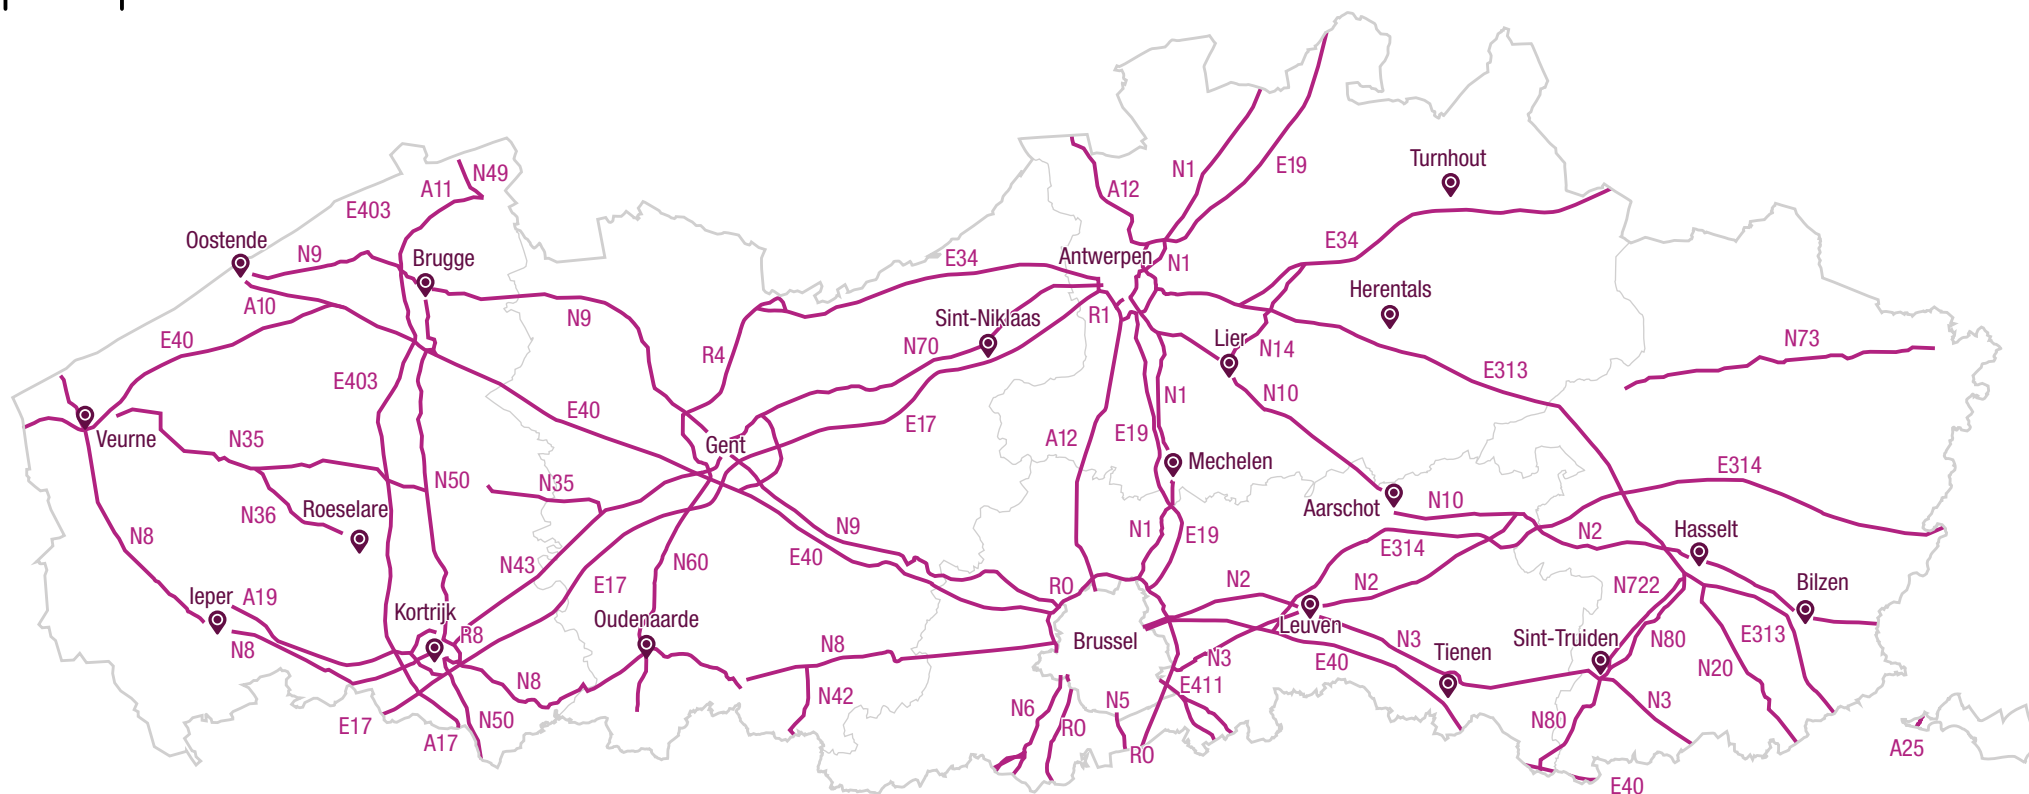 Turnhout
N49
N1
E19
A11
A12
E403
Oostende
N9
Brugge
Antwerpen
E34
E34
N1
Herentals
A10
R1
Sint-Niklaas
N9
E40
N70
R4
Lier
N14
N73
E403
E313
N10
N1
E40
E17
Veurne
N35
Gent
A12
E19
Mechelen
E314
N35
N50
Roeselare
N36
Aarschot
N10
N8
N9
N1
E19
N2
Hasselt
E40
E314
N43
N60
E17
R0
N2
N2
N722
Bilzen
Ieper
A19
Kortrijk
Oudenaarde
R8
Brussel
Leuven
N3
Sint-Truiden
N80
E313
N8
N8
N3
E40
Tienen
N20
N8
N42
E411
N6
R0
N5
N3
N80
E17
A17
N50
R0
A25
E40